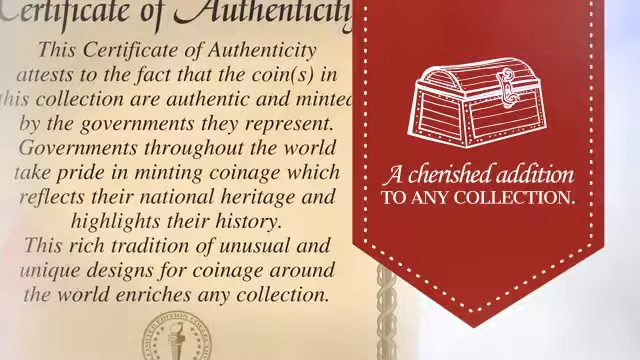 Certificate of Authenticity
This Certificate of Authenticity
attests to the fact that the coin(s) in
this collection are authentic and minted
by the governments they represent.
Governments throughout the world
take pride in minting coinage which
reflects their national heritage and
highlights their history.
This rich tradition of unusual and
unique designs for coinage around
the world enriches any collection.
LIMITED EDITION
A cherished addition
TO ANY COLLECTION.